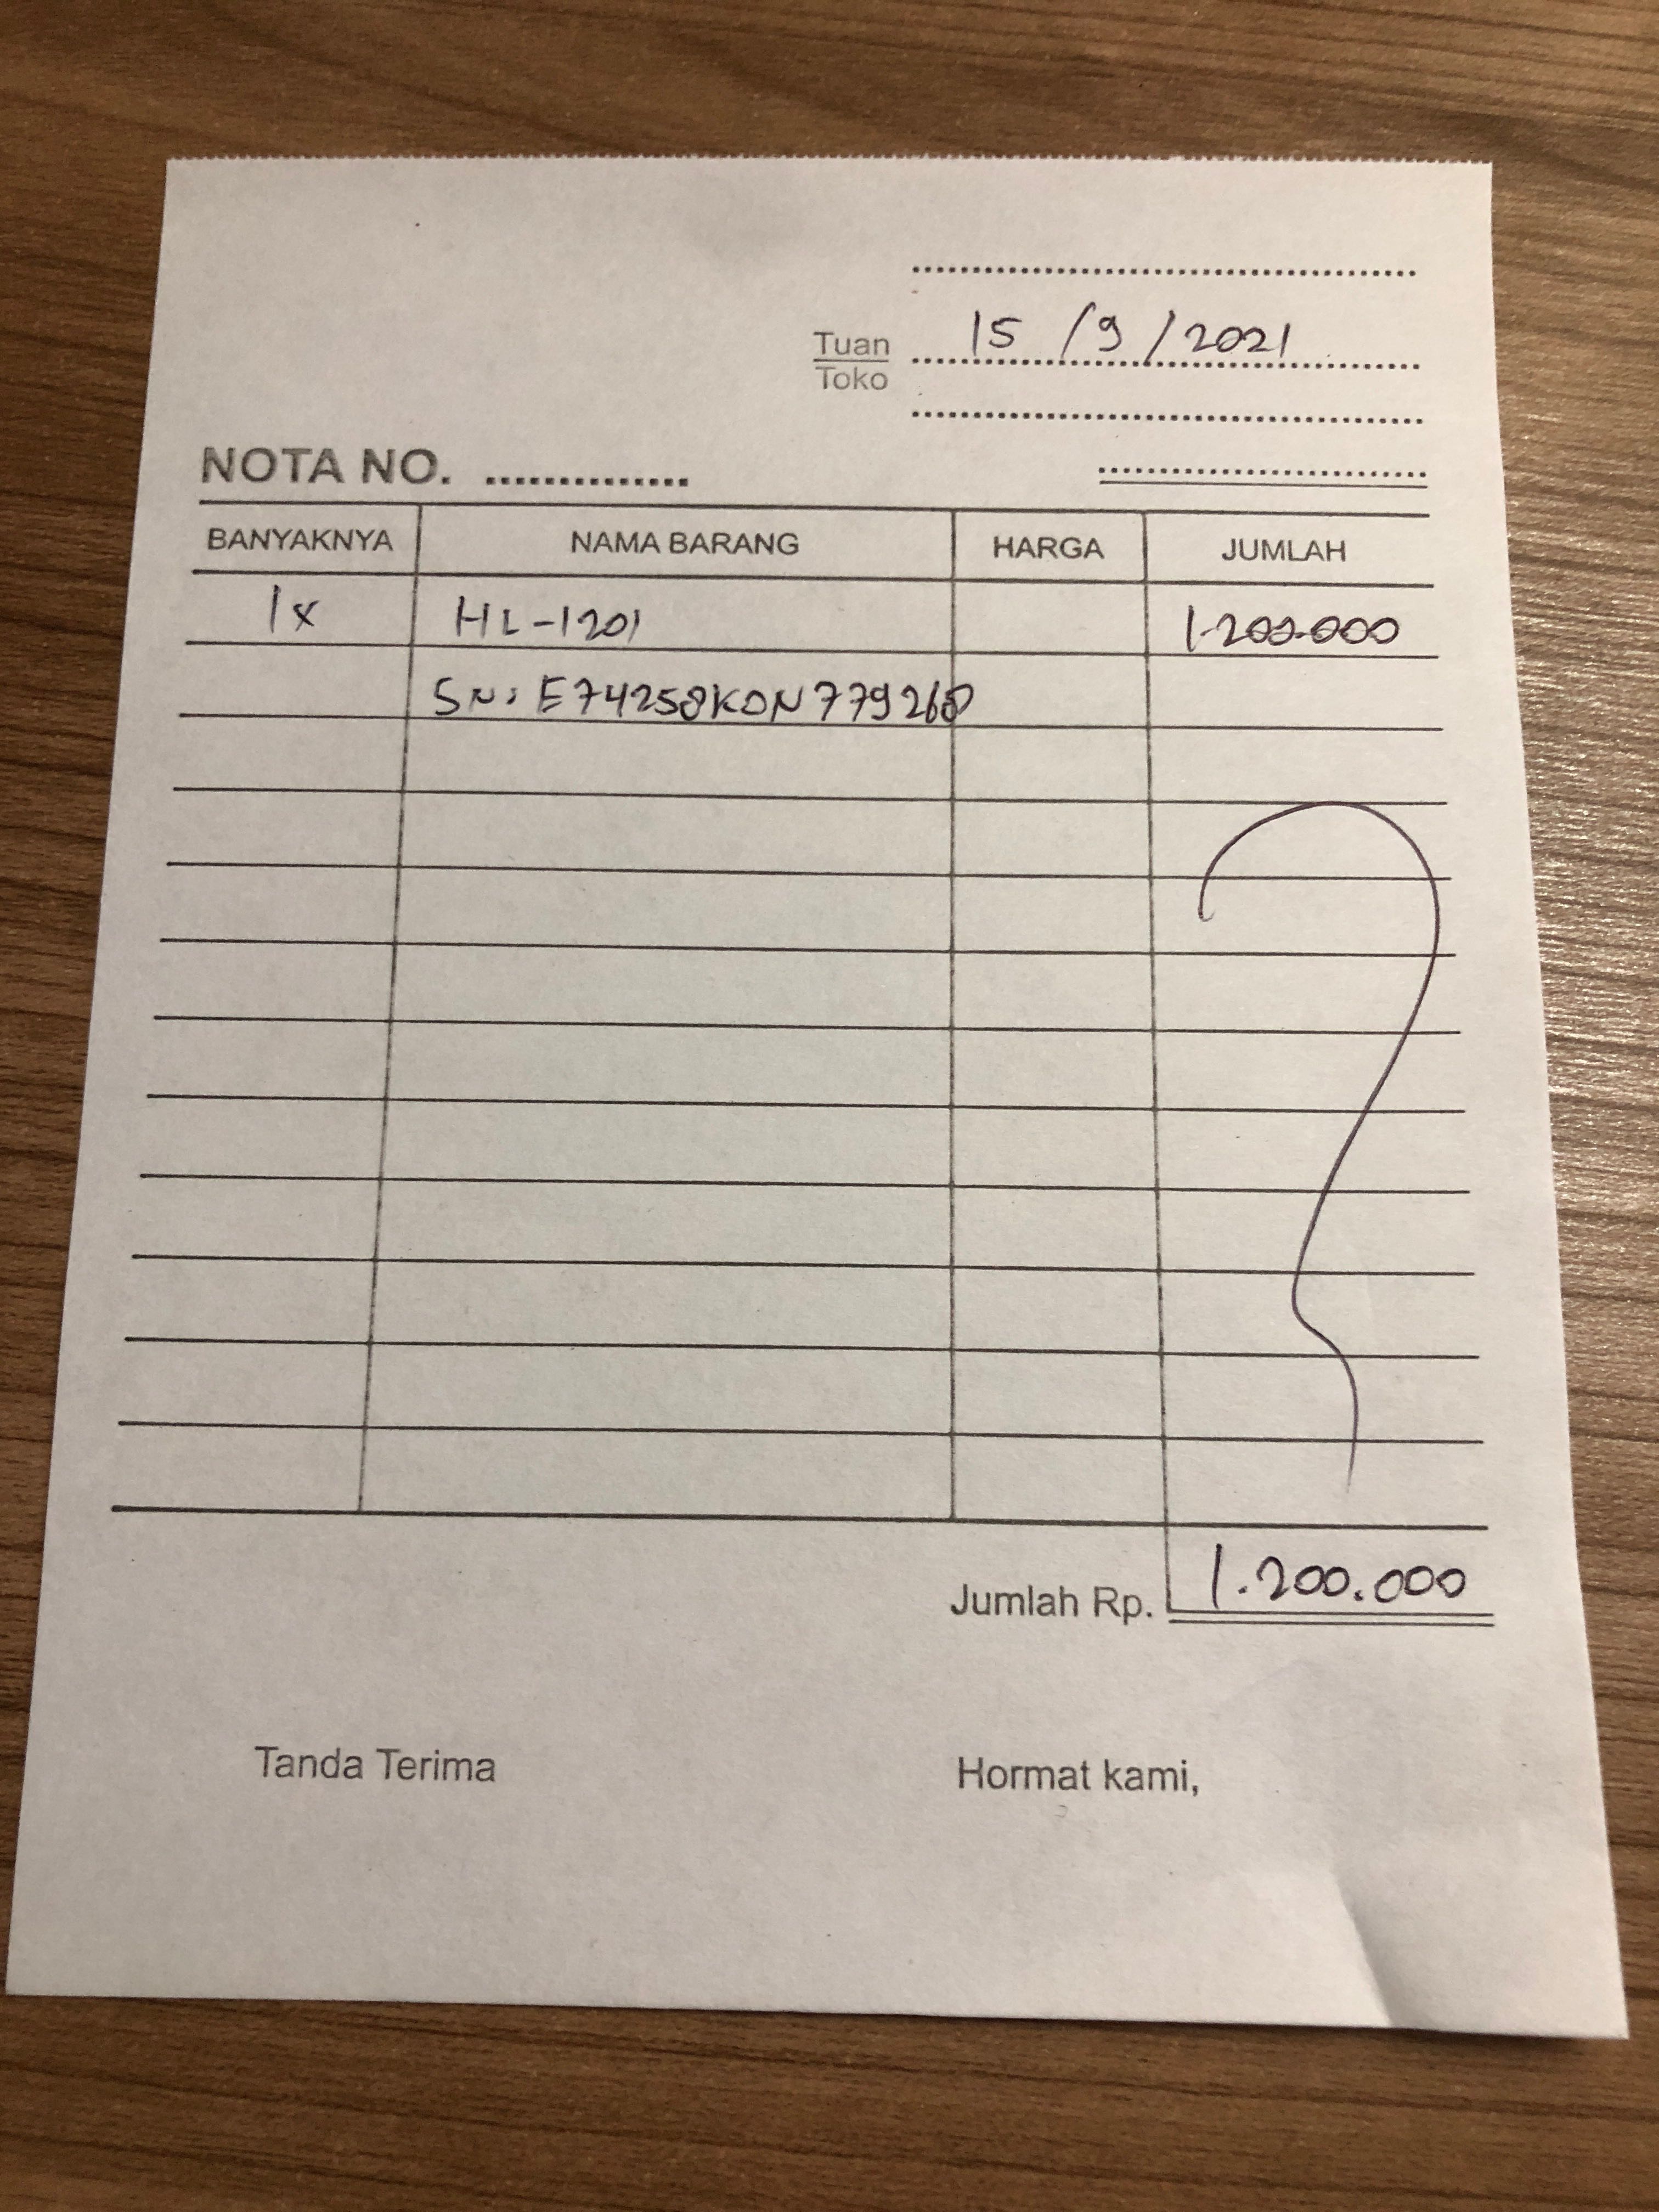 15/9/2021
Tuan
Toko
NOTA NO. ..............
BANYAKNYA NAMA BARANG HARGA JUMLAH
1x HL-1201 1.200.000
SN: E74258K0N779260
Jumlah Rp. 1.200.000
Tanda Terima Hormat kami,